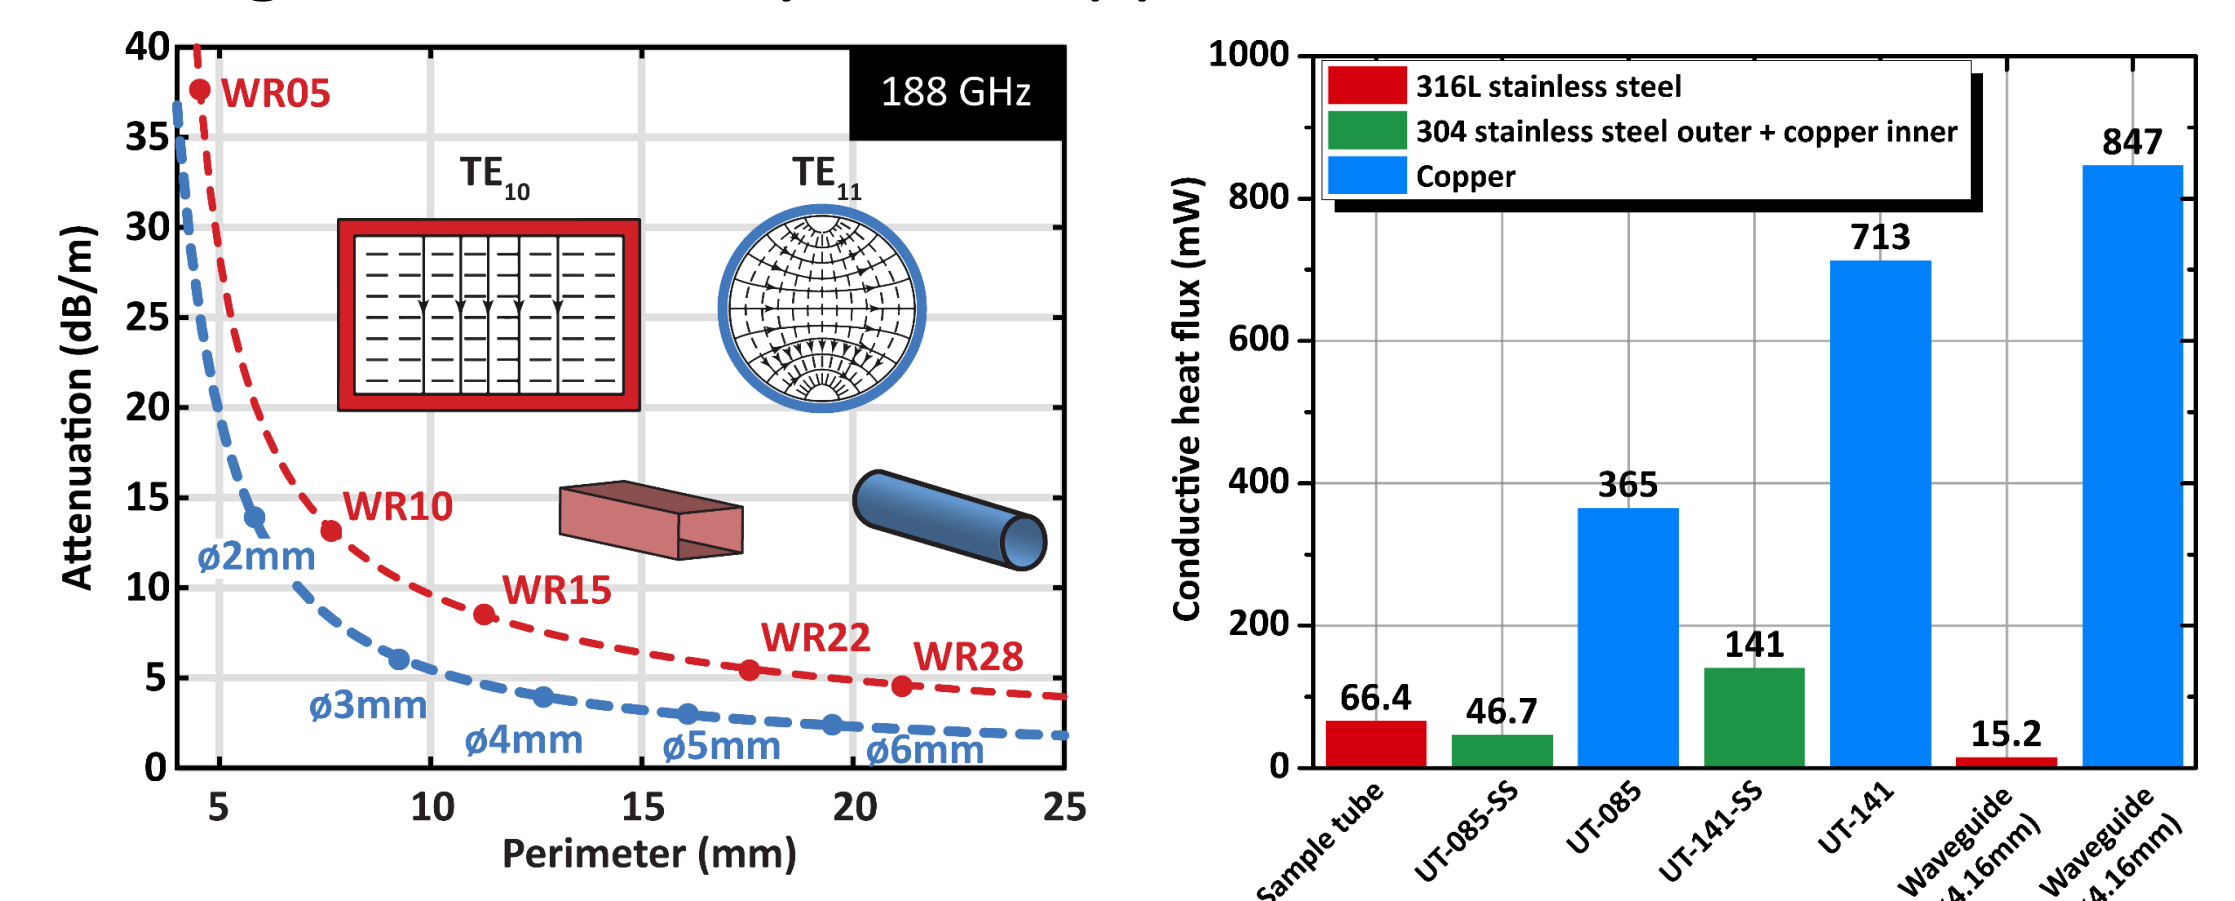 40
35
30
25
20
15
10
5
0
Attenuation (dB/m)
5
10
15
20
25
Perimeter (mm)
188 GHz
TE10
TE11
WR05
WR10
WR15
WR22
WR28
ø2mm
ø3mm
ø4mm
ø5mm
ø6mm
1000
800
600
400
200
0
Conductive heat flux (mW)
316L stainless steel
304 stainless steel outer + copper inner
Copper
66.4
46.7
365
141
713
15.2
847
Sample tube
UT-085-SS
UT-085
UT-141-SS
UT-141
Waveguide
4.16mm)
Waveguide
4.16mm)